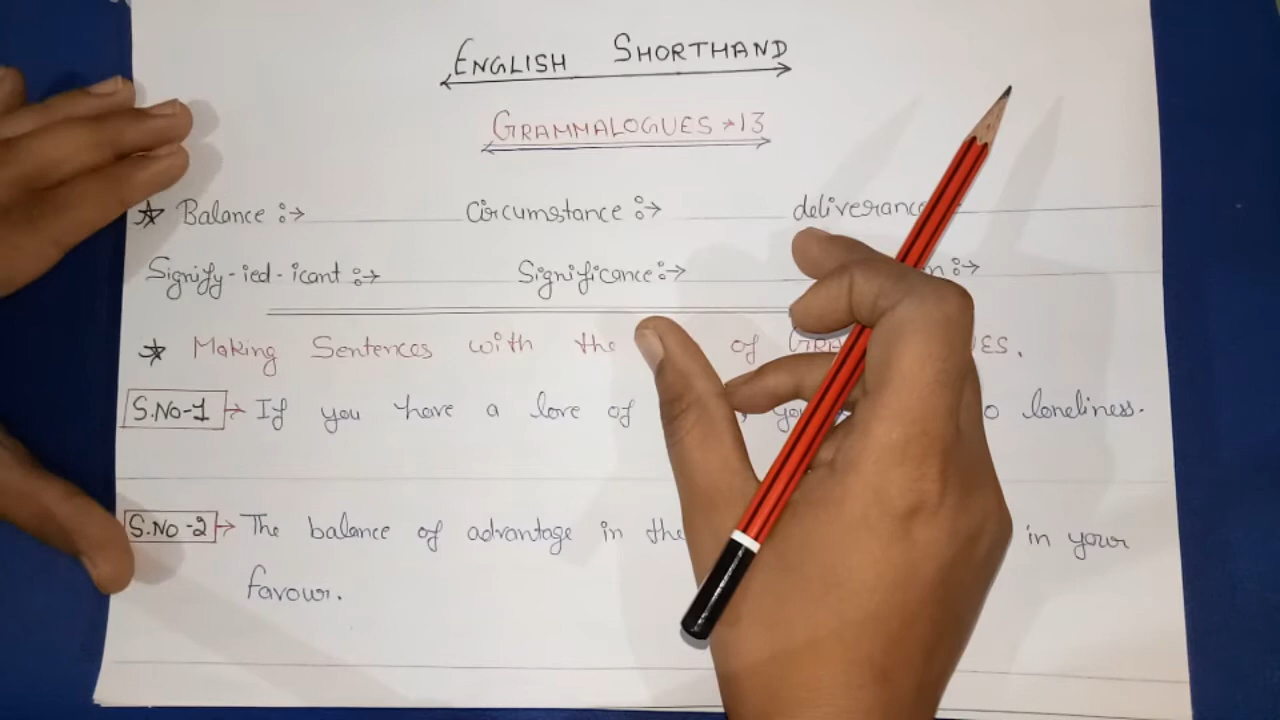 ENGLISH SHORTHAND
GRAMMALOGUES → 13
☆ Balance :→ Circumstance :→ deliverance
Signify-ied-icant :→ Significance :→ :→
☆ Making Sentences with the of
S.No-1 → If you have a love of loneliness.
S.No-2 → The balance of advantage in the in your
favour.